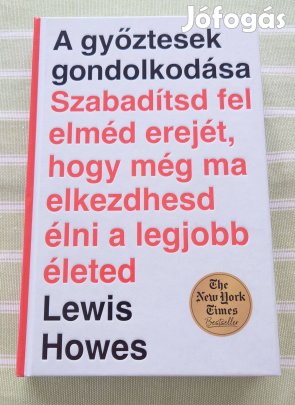 Jófogás
A győztesek
gondolkodása
Szabadítsd fel
elméd erejét,
hogy még ma
elkezdhesd
élni a legjobb
életed
The
New York
Times
Bestseller
Lewis
Howes